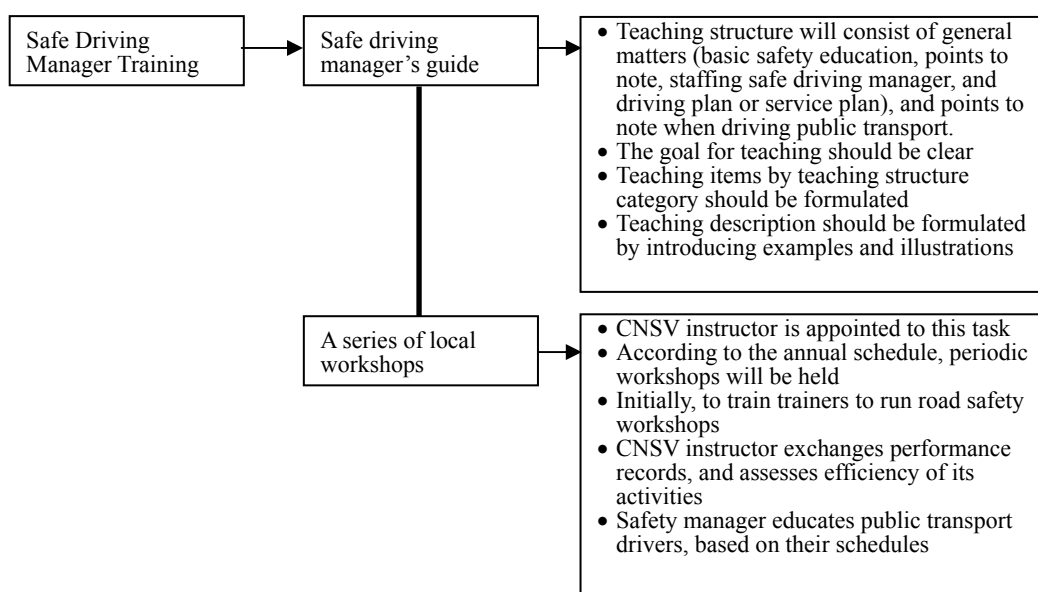 Safe Driving
Manager Training
Safe driving
manager's guide
• Teaching structure will consist of general
matters (basic safety education, points to
note, staffing safe driving manager, and
driving plan or service plan), and points to
note when driving public transport.
• The goal for teaching should be clear
• Teaching items by teaching structure
category should be formulated
• Teaching description should be formulated
by introducing examples and illustrations
A series of local
workshops
• CNSV instructor is appointed to this task
• According to the annual schedule, periodic
workshops will be held
• Initially, to train trainers to run road safety
workshops
• CNSV instructor exchanges performance
records, and assesses efficiency of its
activities
• Safety manager educates public transport
drivers, based on their schedules